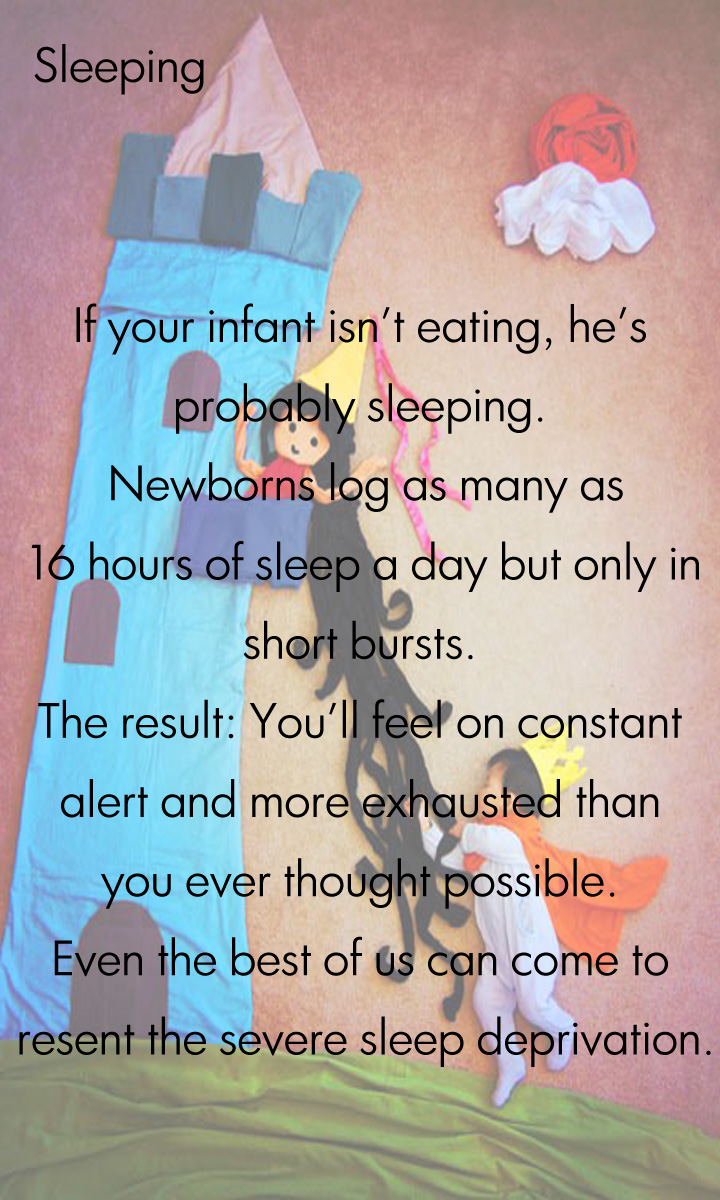 Sleeping
If your infant isn’t eating, he’s
probably sleeping.
Newborns log as many as
16 hours of sleep a day but only in
short bursts.
The result: You’ll feel on constant
alert and more exhausted than
you ever thought possible.
Even the best of us can come to
resent the severe sleep deprivation.